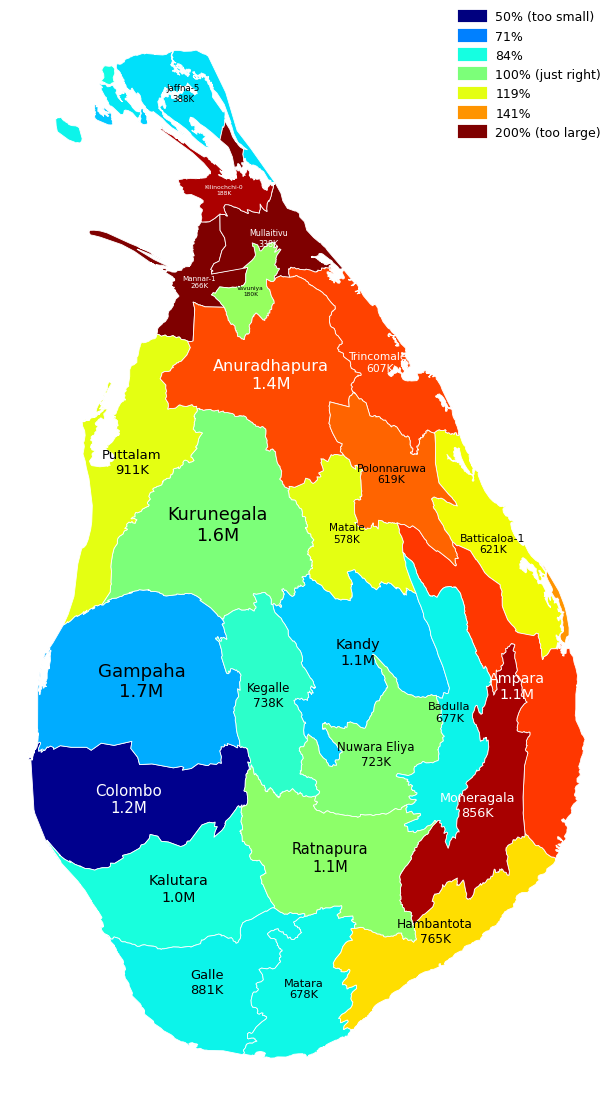 50% (too small)
71%
84%
100% (just right)
119%
141%
200% (too large)
Jaffna-5
388K
Kilinochchi-0
188K
Mullaitivu
Mannar-1
266K
Vavuniya
180K
Anuradhapura
1.4M
607K
Puttalam
911K
Polonnaruwa
619K
Kurunegala
1.6M
Matale
578K
Batticaloa-1
621K
Kandy
1.1M
Gampaha
1.7M
Kegalle
738K
Ampara
1.1M
Badulla
677K
Nuwara Eliya
723K
Colombo
1.2M
Moneragala
856K
Ratnapura
1.1M
Kalutara
1.0M
Hambantota
765K
Galle
881K
Matara
678K